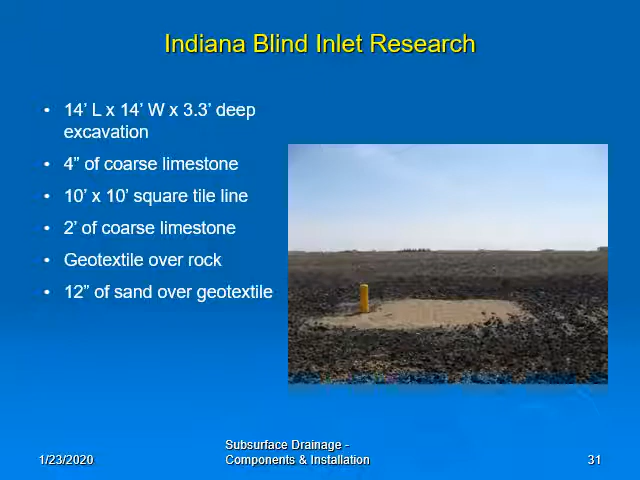 Indiana Blind Inlet Research
• 14’ L x 14’ W x 3.3’ deep
excavation
• 4” of coarse limestone
• 10’ x 10’ square tile line
• 2’ of coarse limestone
• Geotextile over rock
• 12” of sand over geotextile
1/23/2020
Subsurface Drainage -
Components & Installation
31